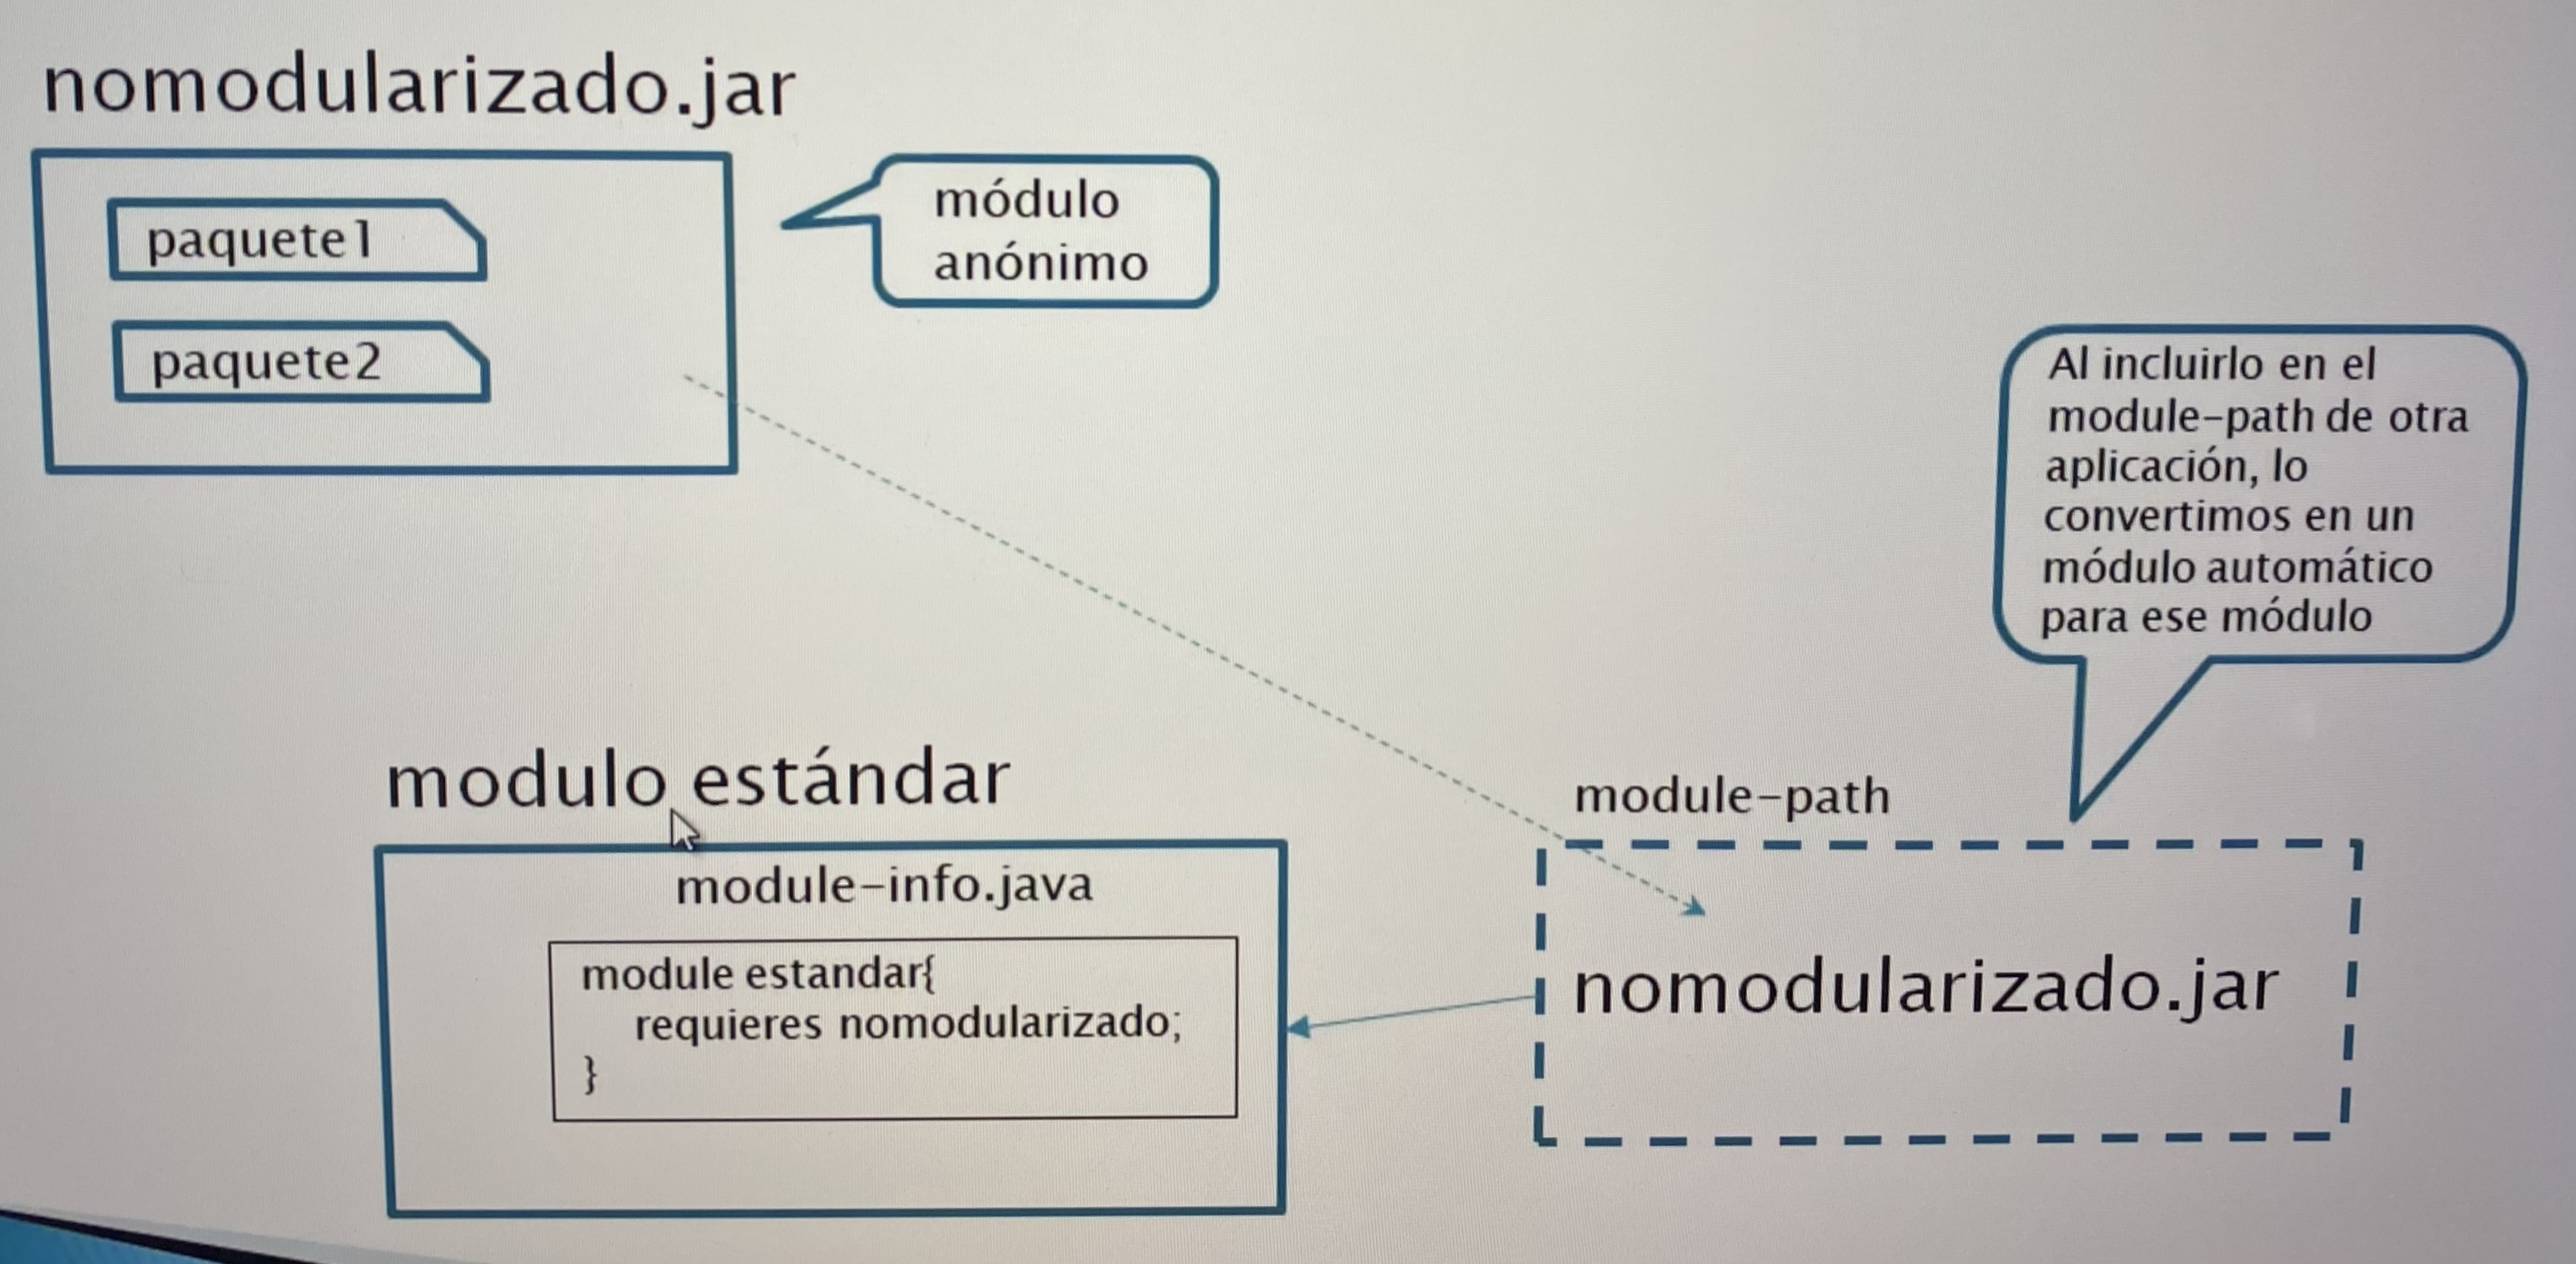 nomodularizado.jar
paquete1
paquete2
módulo
anónimo
Al incluirlo en el
module-path de otra
aplicación, lo
convertimos en un
módulo automático
para ese módulo
modulo estándar
module-info.java
module estandar{
requieres nomodularizado;
}
module-path
nomodularizado.jar